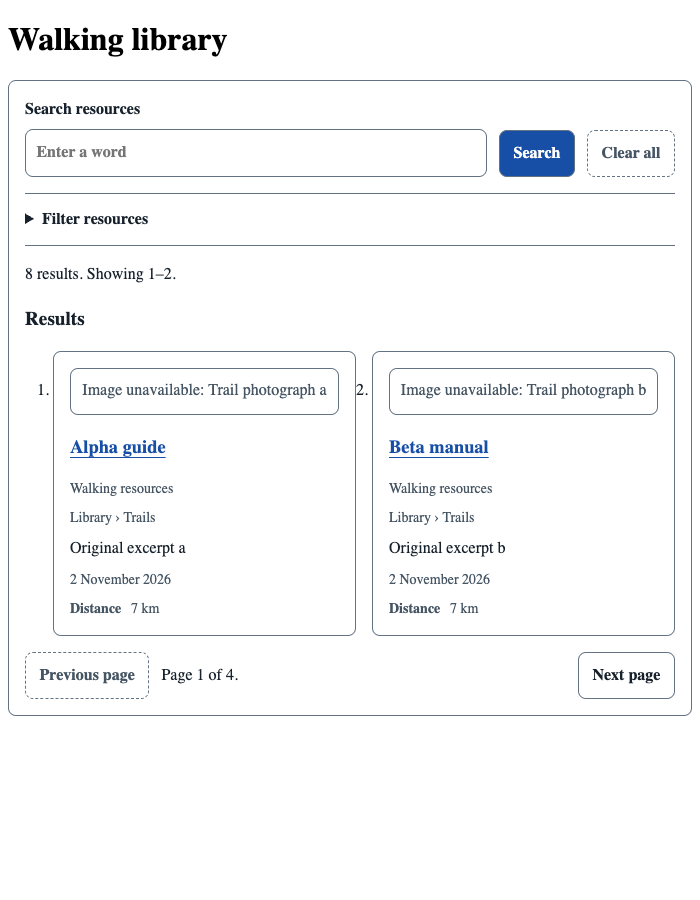 Walking library
Search resources
Enter a word
Search
Clear all
Filter resources
8 results. Showing 1–2.
Results
1.
Image unavailable: Trail photograph a
Alpha guide
Walking resources
Library › Trails
Original excerpt a
2 November 2026
Distance 7 km
2.
Image unavailable: Trail photograph b
Beta manual
Walking resources
Library › Trails
Original excerpt b
2 November 2026
Distance 7 km
Previous page
Page 1 of 4.
Next page